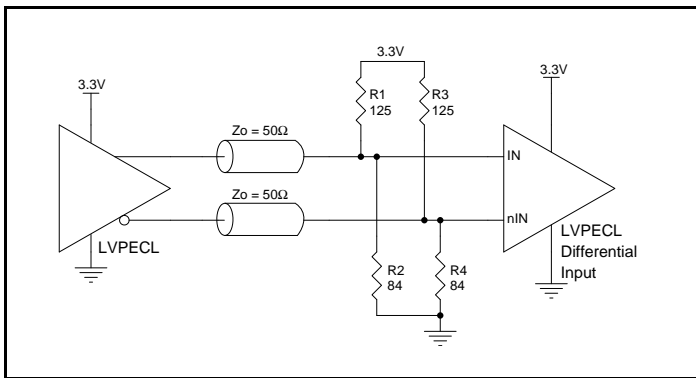 3.3V
3.3V
3.3V
R1
125
R3
125
Zo = 50Ω
IN
Zo = 50Ω
nIN
LVPECL
LVPECL
Differential
Input
R2
84
R4
84